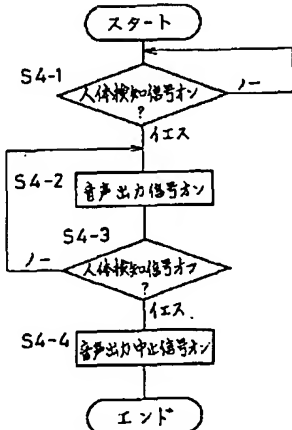 スタート
S4-1
人体検知信号オン
?
ノー
イエス
S4-2
音声出力信号オン
S4-3
ノー
人体検知信号オフ
?
イエス
S4-4
音声出力中止信号オン
エンド